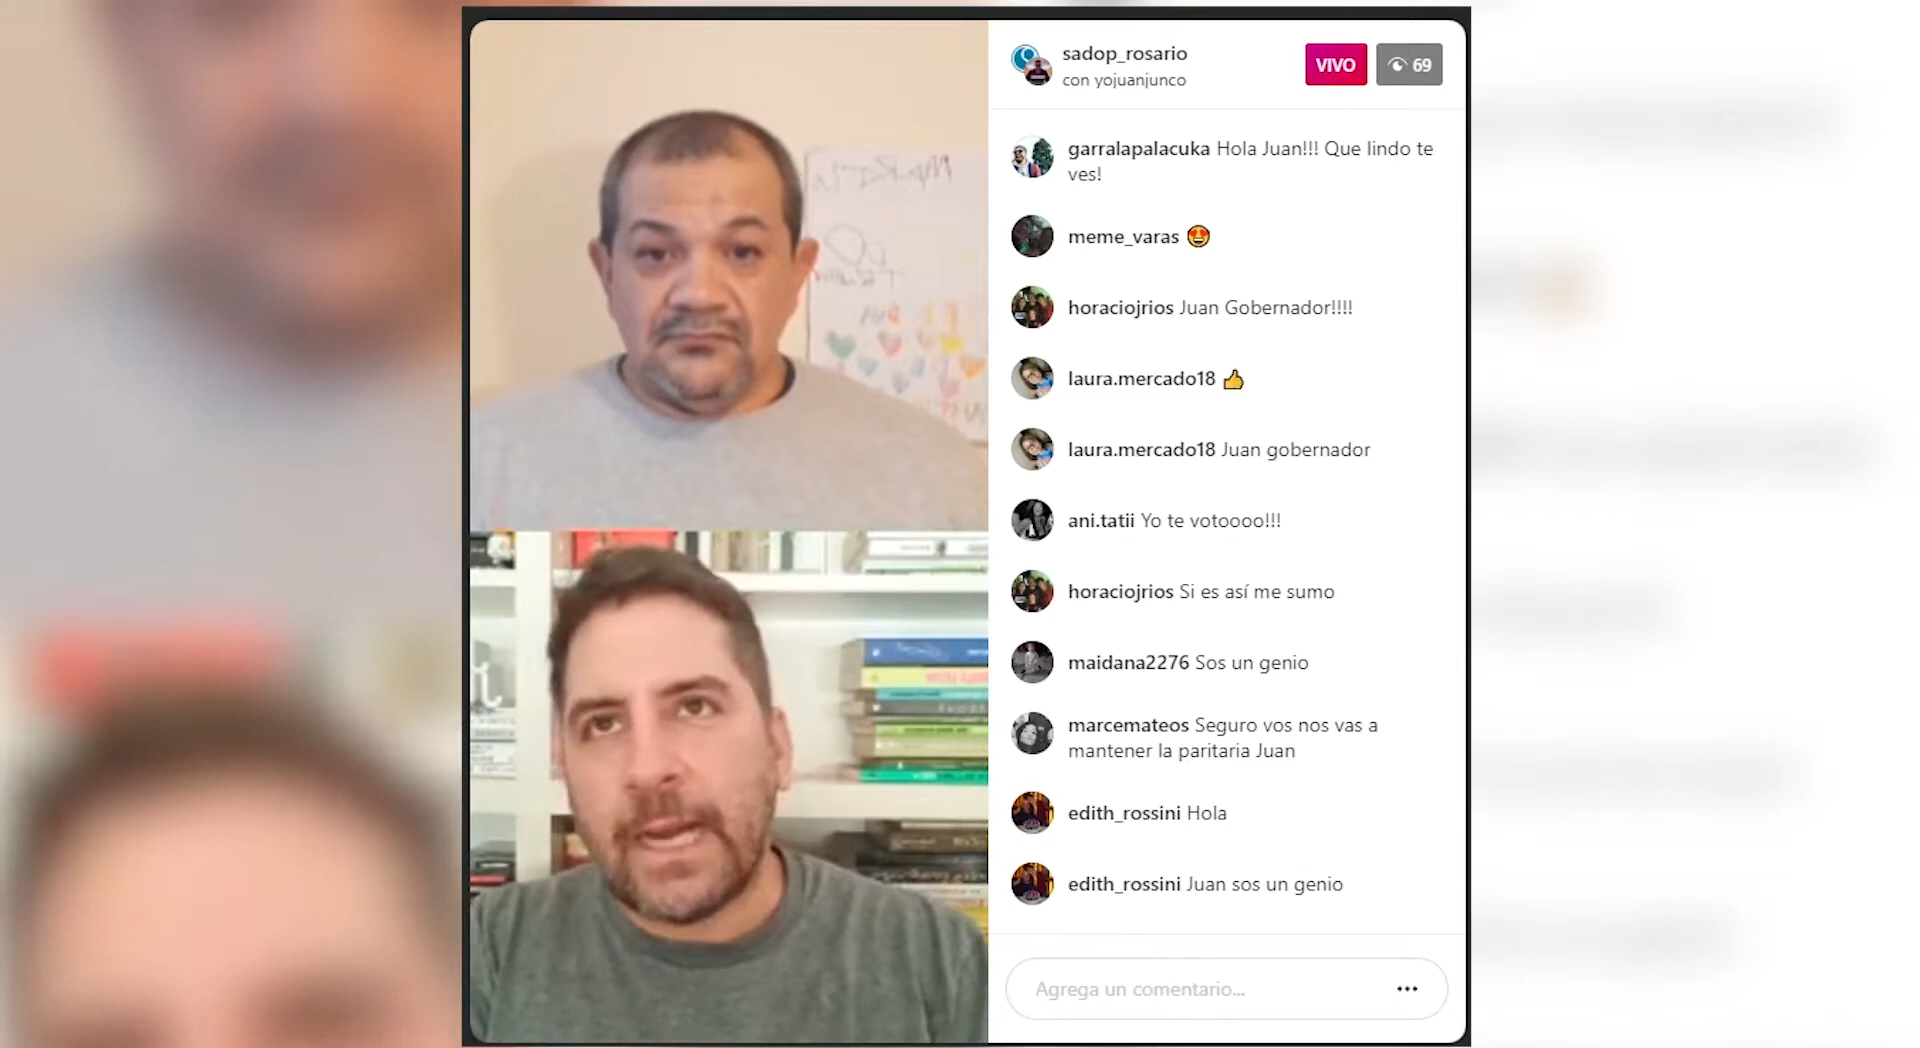 sadop_rosario
con yojuanjunco
VIVO
69
garralapalacuka Hola Juan!!! Que lindo te
ves!
meme_varas 😍
horaciojrios Juan Gobernador!!!!
laura.mercado18 👍
laura.mercado18 Juan gobernador
ani.tatii Yo te votoooo!!!
horaciojrios Si es así me sumo
maidana2276 Sos un genio
marcemateos Seguro vos nos vas a
mantener la paritaria Juan
edith_rossini Hola
edith_rossini Juan sos un genio
Agrega un comentario...